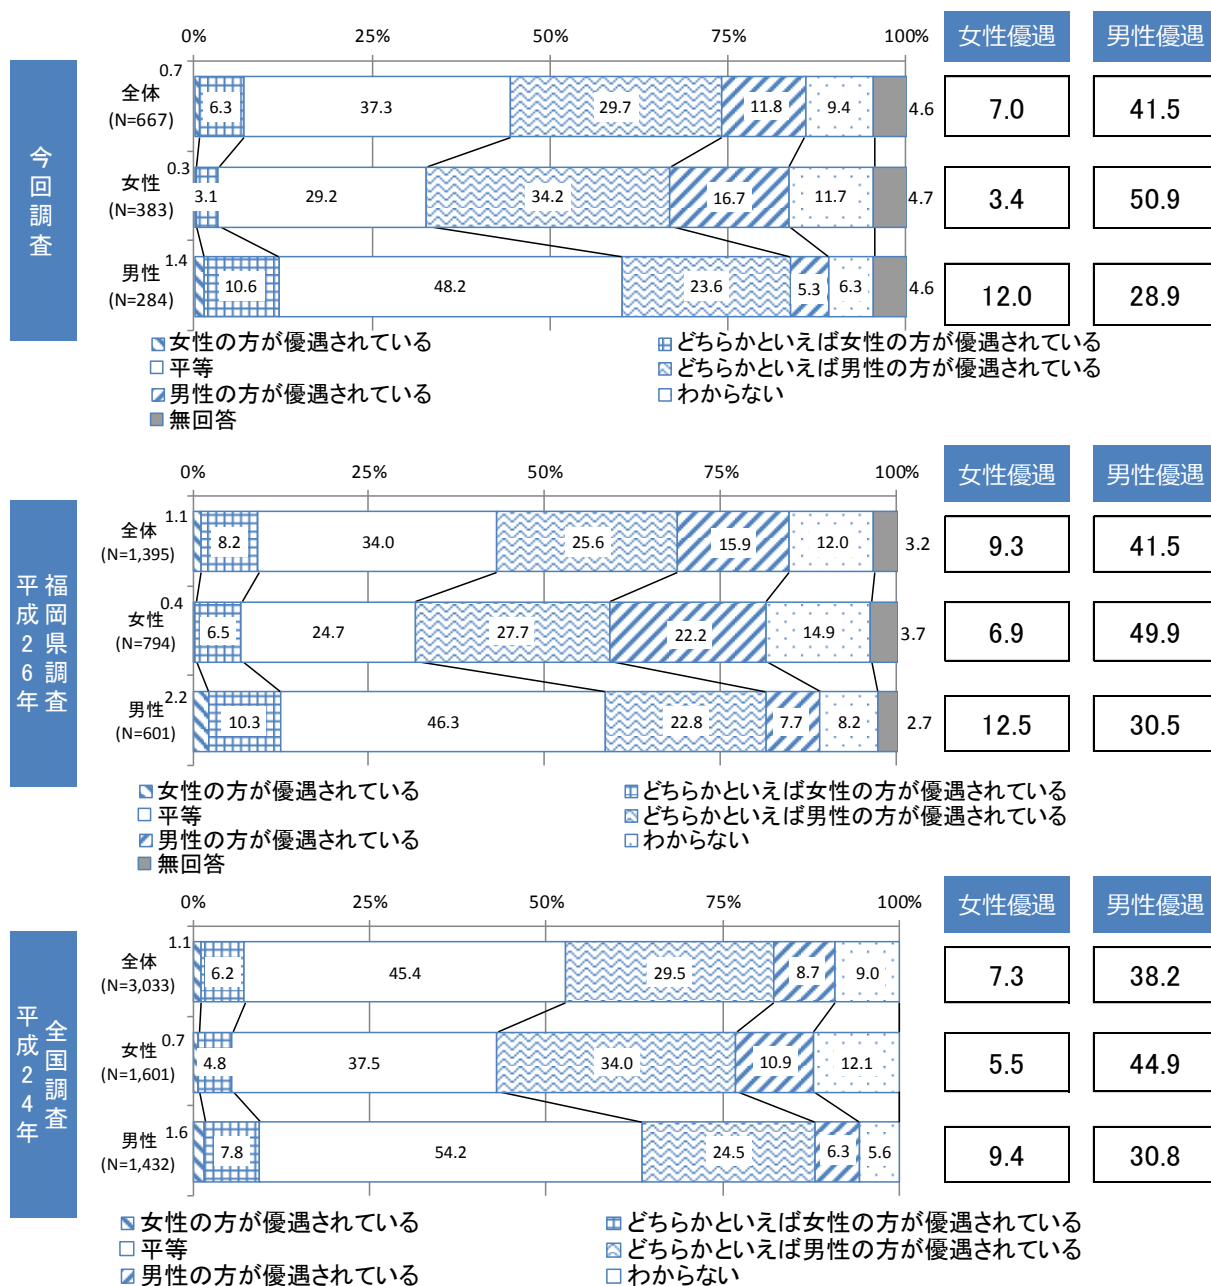 0% 25% 50% 75% 100% 女性優遇 男性優遇
今回調査
0.7
全体 6.3 37.3 29.7 11.8 9.4 4.6 7.0 41.5
(N=667)
0.3
女性 3.1 29.2 34.2 16.7 11.7 4.7 3.4 50.9
(N=383)
1.4
男性 10.6 48.2 23.6 5.3 6.3 4.6 12.0 28.9
(N=284)
女性の方が優遇されている どちらかといえば女性の方が優遇されている
平等 どちらかといえば男性の方が優遇されている
男性の方が優遇されている わからない
無回答
0% 25% 50% 75% 100% 女性優遇 男性優遇
福岡県調査
平成26年
1.1
全体 8.2 34.0 25.6 15.9 12.0 3.2 9.3 41.5
(N=1,395)
0.4
女性 6.5 24.7 27.7 22.2 14.9 3.7 6.9 49.9
(N=794)
2.2
男性 10.3 46.3 22.8 7.7 8.2 2.7 12.5 30.5
(N=601)
女性の方が優遇されている どちらかといえば女性の方が優遇されている
平等 どちらかといえば男性の方が優遇されている
男性の方が優遇されている わからない
無回答
0% 25% 50% 75% 100% 女性優遇 男性優遇
全国調査
平成24年
1.1
全体 6.2 45.4 29.5 8.7 9.0 7.3 38.2
(N=3,033)
0.7
女性 4.8 37.5 34.0 10.9 12.1 5.5 44.9
(N=1,601)
1.6
男性 7.8 54.2 24.5 6.3 5.6 9.4 30.8
(N=1,432)
女性の方が優遇されている どちらかといえば女性の方が優遇されている
平等 どちらかといえば男性の方が優遇されている
男性の方が優遇されている わからない